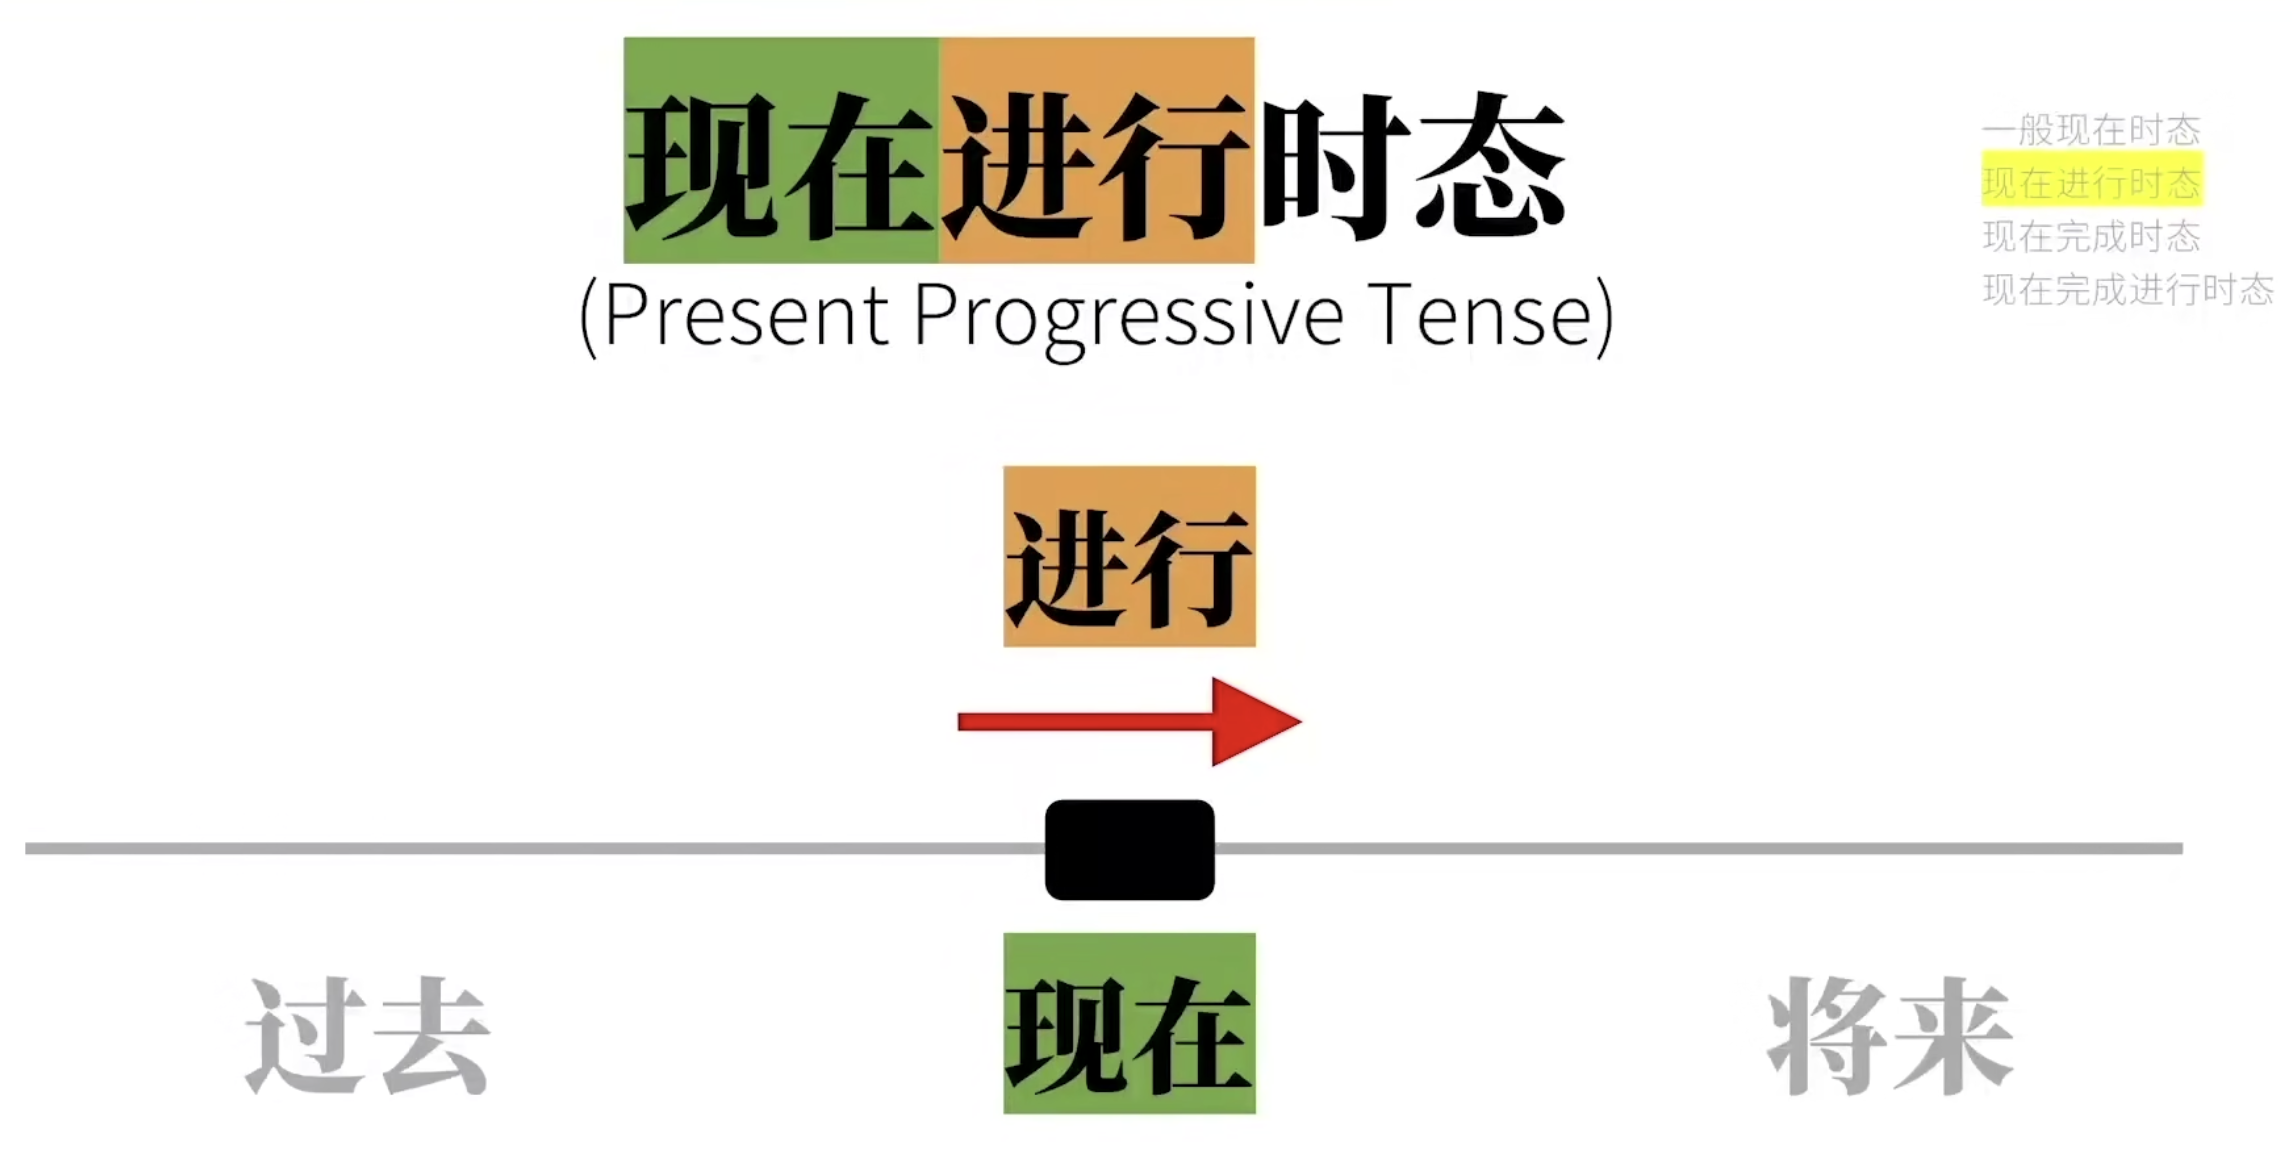 现在进行时态
(Present Progressive Tense)
一般现在时态
现在进行时态
现在完成时态
现在完成进行时态
进行
过去
现在
将来